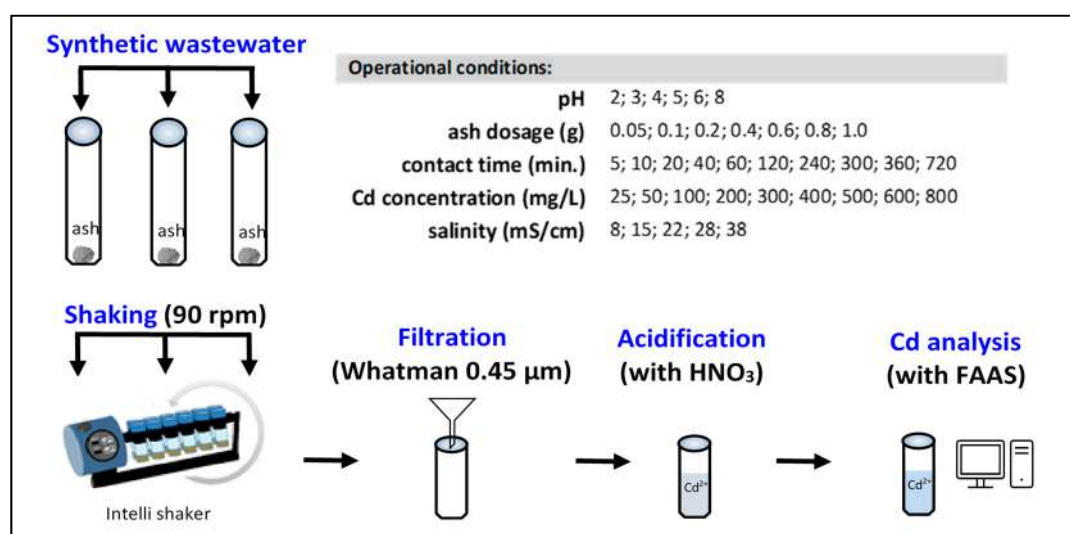 Synthetic wastewater
Operational conditions:
pH 2; 3; 4; 5; 6; 8
ash dosage (g) 0.05; 0.1; 0.2; 0.4; 0.6; 0.8; 1.0
contact time (min.) 5; 10; 20; 40; 60; 120; 240; 300; 360; 720
Cd concentration (mg/L) 25; 50; 100; 200; 300; 400; 500; 600; 800
salinity (mS/cm) 8; 15; 22; 28; 38
ash ash ash
Shaking (90 rpm)
Filtration
(Whatman 0.45 μm)
Acidification
(with HNO₃)
Cd analysis
(with FAAS)
Cd²⁺ Cd²⁺
Intelli shaker